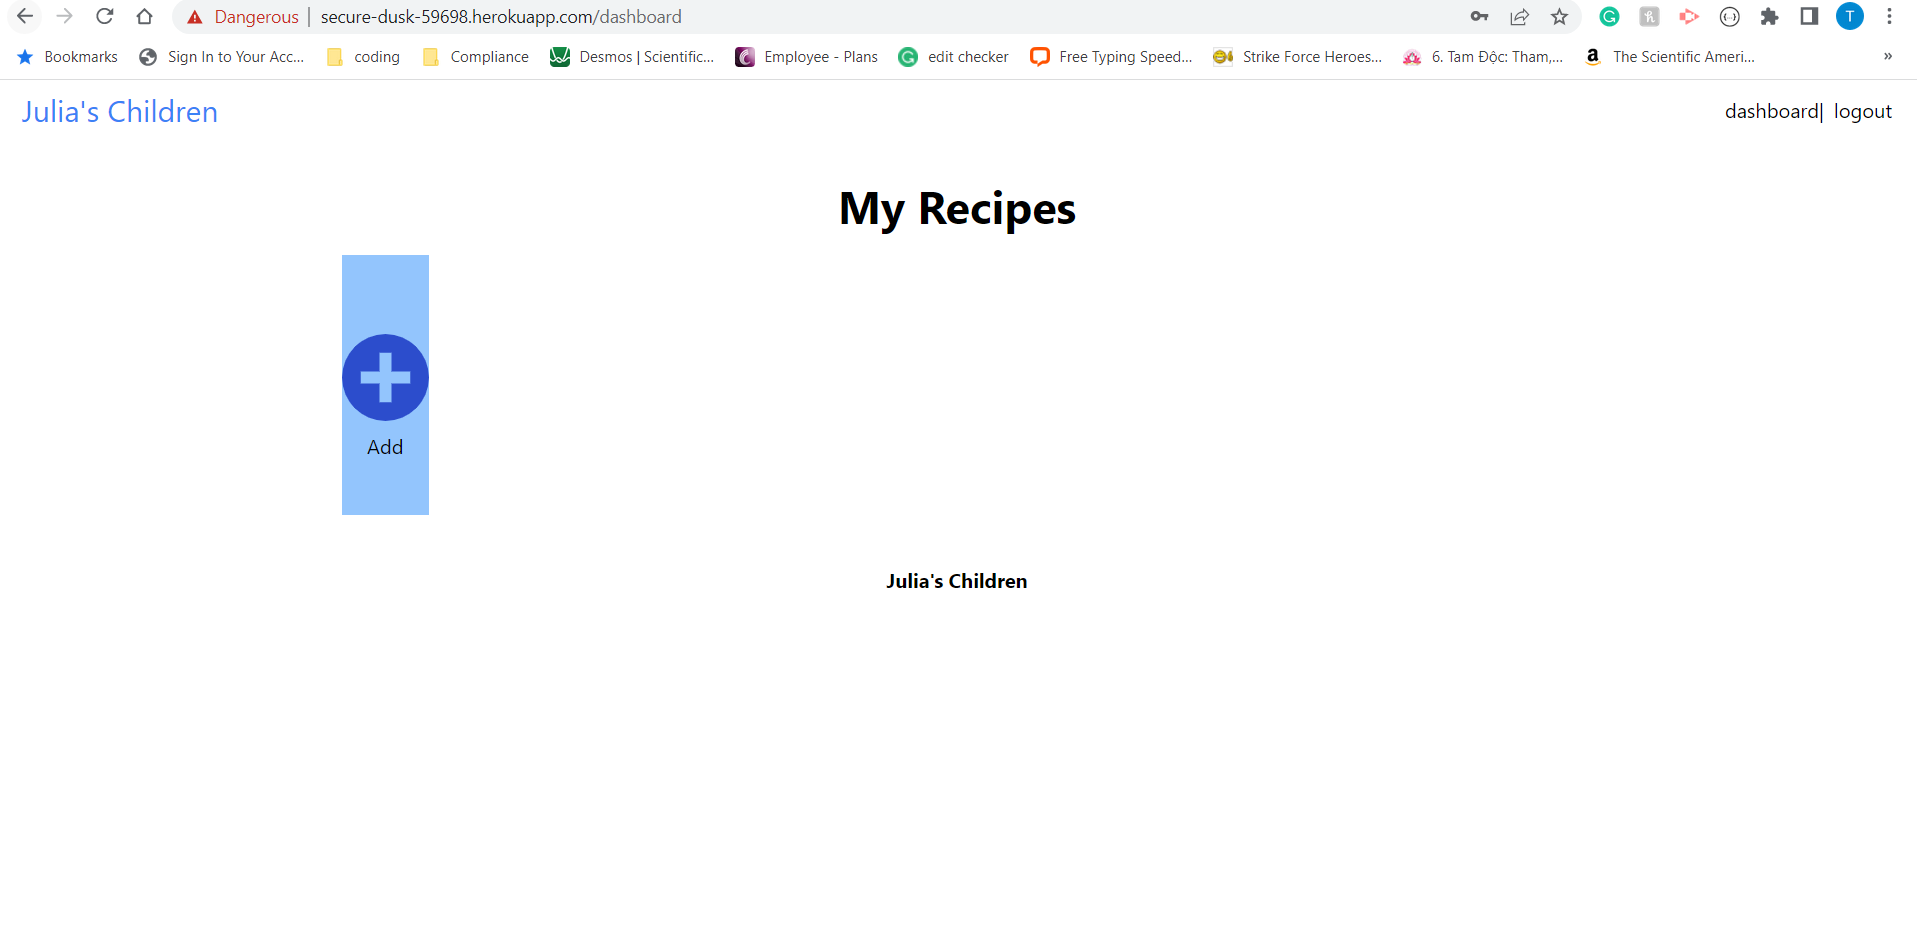 Dangerous | secure-dusk-59698.herokuapp.com/dashboard
T
Bookmarks Sign In to Your Acc... coding Compliance Desmos | Scientific... Employee - Plans edit checker Free Typing Speed... Strike Force Heroes... 6. Tam Độc: Tham,... The Scientific Ameri... »
Julia's Children dashboard| logout
My Recipes
Add
Julia's Children